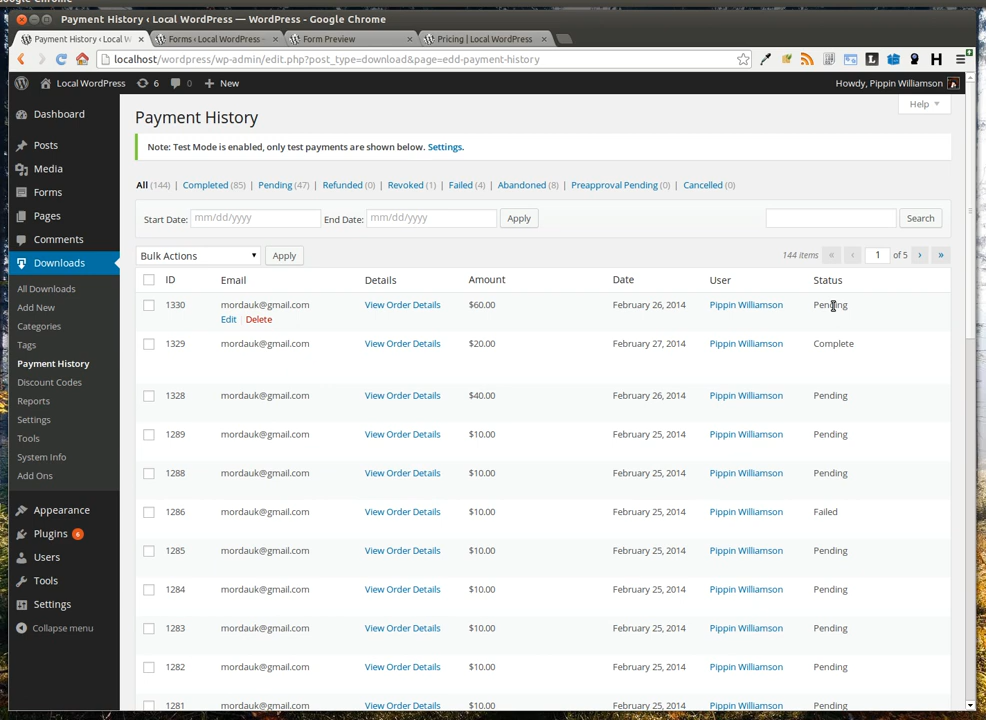 Google Chrome
Payment History ‹ Local WordPress — WordPress - Google Chrome
Payment History ‹ Local W × Forms ‹ Local WordPress × Form Preview × Pricing | Local WordPress ×
localhost/wordpress/wp-admin/edit.php?post_type=download&page=edd-payment-history
Local WordPress 6 0 + New Howdy, Pippin Williamson
Help ▼
Dashboard
Posts
Media
Forms
Pages
Comments
Downloads
All Downloads
Add New
Categories
Tags
Payment History
Discount Codes
Reports
Settings
Tools
System Info
Add Ons
Appearance
Plugins 6
Users
Tools
Settings
Collapse menu
Payment History
Note: Test Mode is enabled, only test payments are shown below. Settings.
All (144) | Completed (85) | Pending (47) | Refunded (0) | Revoked (1) | Failed (4) | Abandoned (8) | Preapproval Pending (0) | Cancelled (0)
Start Date: mm/dd/yyyy End Date: mm/dd/yyyy Apply Search
Bulk Actions Apply 144 items « ‹ 1 of 5 › »
ID Email Details Amount Date User Status
1330 mordauk@gmail.com View Order Details $60.00 February 26, 2014 Pippin Williamson Pending
Edit | Delete
1329 mordauk@gmail.com View Order Details $20.00 February 27, 2014 Pippin Williamson Complete
1328 mordauk@gmail.com View Order Details $40.00 February 26, 2014 Pippin Williamson Pending
1289 mordauk@gmail.com View Order Details $10.00 February 25, 2014 Pippin Williamson Pending
1288 mordauk@gmail.com View Order Details $10.00 February 25, 2014 Pippin Williamson Pending
1286 mordauk@gmail.com View Order Details $10.00 February 25, 2014 Pippin Williamson Failed
1285 mordauk@gmail.com View Order Details $10.00 February 25, 2014 Pippin Williamson Pending
1284 mordauk@gmail.com View Order Details $10.00 February 25, 2014 Pippin Williamson Pending
1283 mordauk@gmail.com View Order Details $10.00 February 25, 2014 Pippin Williamson Pending
1282 mordauk@gmail.com View Order Details $10.00 February 25, 2014 Pippin Williamson Pending
1281 mordauk@gmail.com View Order Details $10.00 February 25, 2014 Pippin Williamson Pending